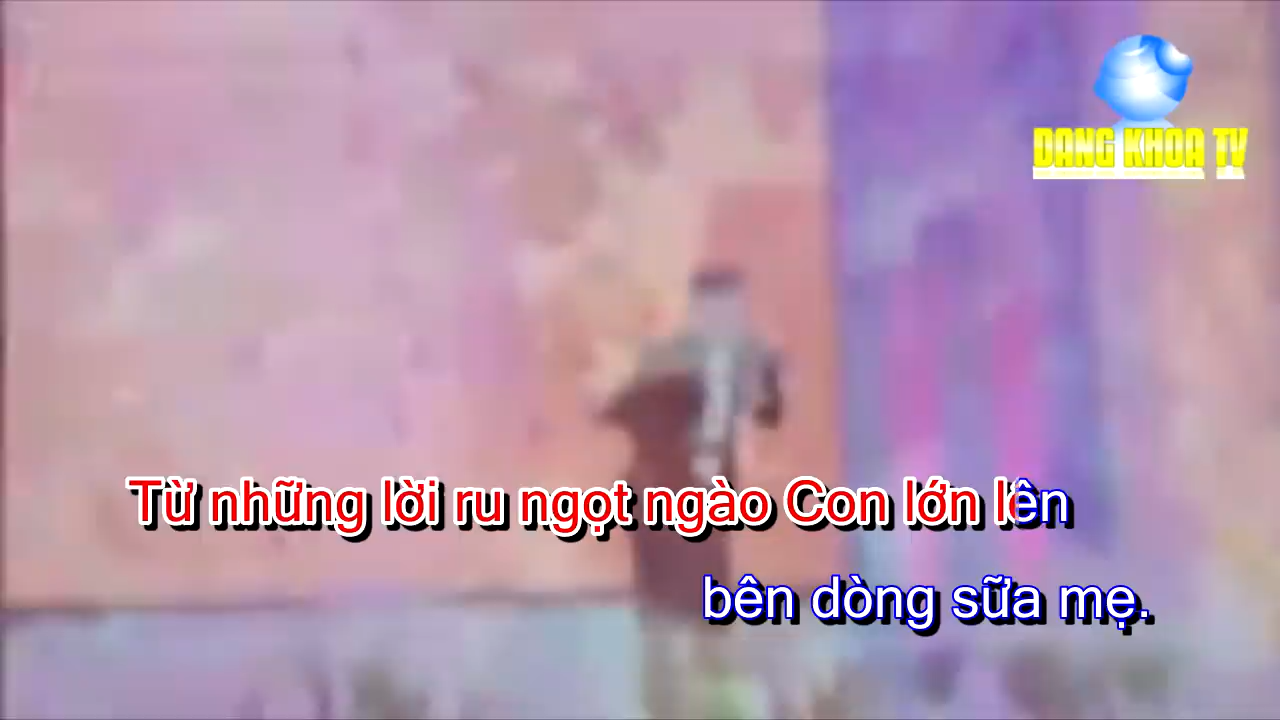 DANG KHOA TV
Từ những lời ru ngọt ngào Con lớn lên
bên dòng sữa mẹ.